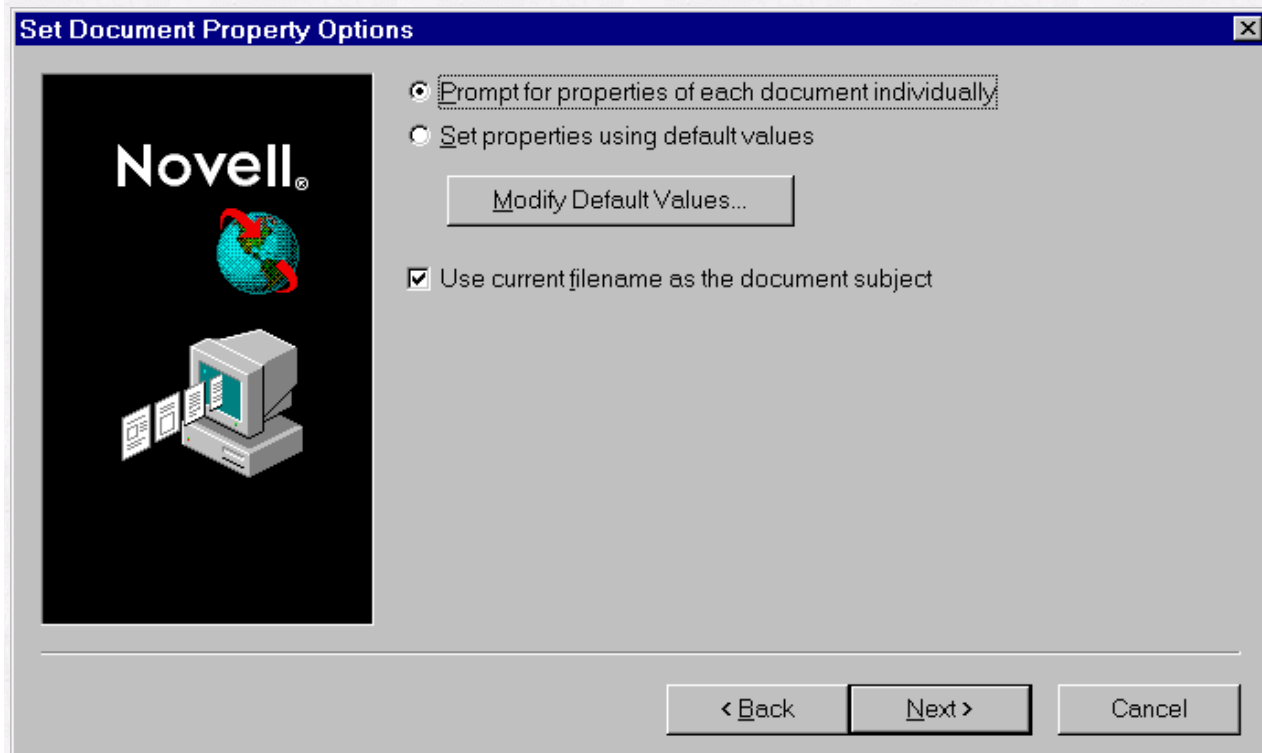 Set Document Property Options
Novell®
Prompt for properties of each document individually
Set properties using default values
Modify Default Values...
Use current filename as the document subject
< Back
Next >
Cancel